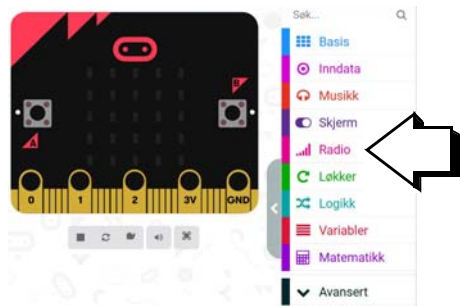 Søk...
Basis
Inndata
Musikk
Skjerm
Radio
Løkker
Logikk
Variabler
Matematikk
Avansert
A
B
0 1 2 3V GND